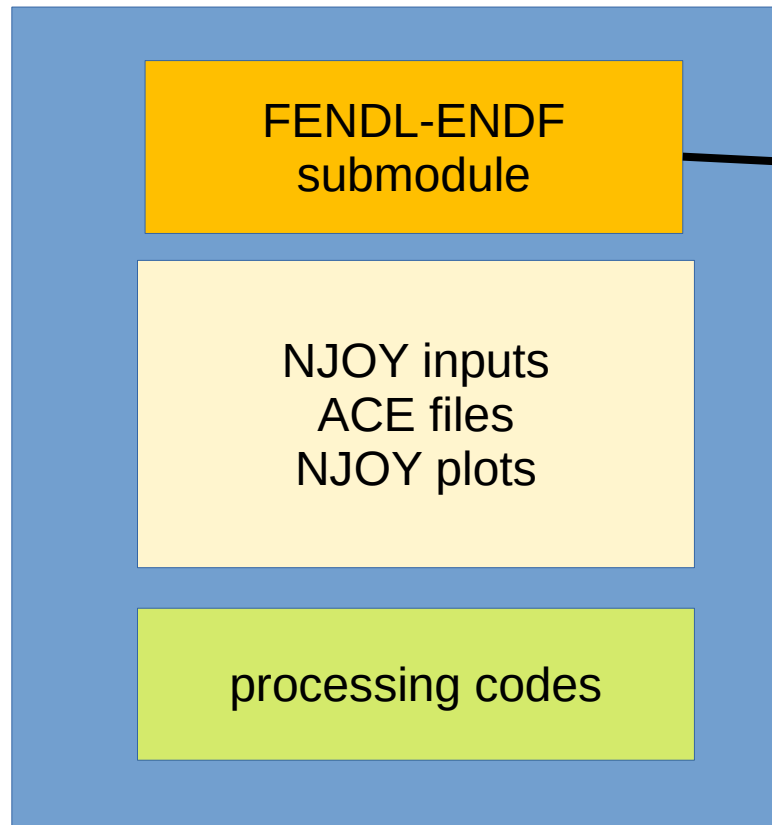 FENDL-ENDF
submodule
NJOY inputs
ACE files
NJOY plots
processing codes